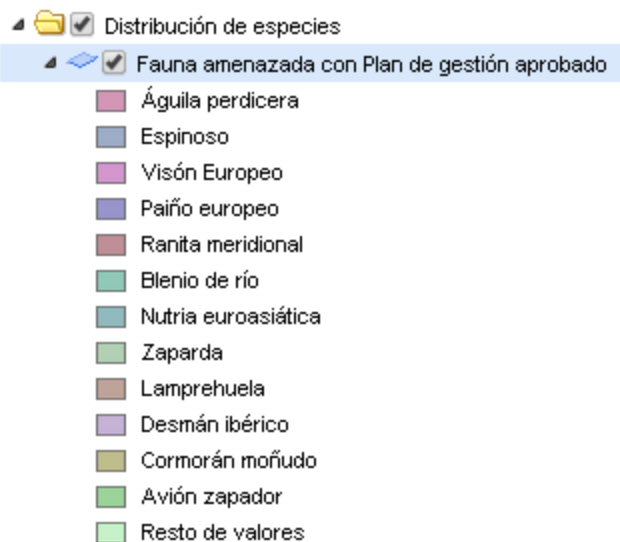 Distribución de especies
Fauna amenazada con Plan de gestión aprobado
Águila perdicera
Espinoso
Visón Europeo
Paiño europeo
Ranita meridional
Blenio de río
Nutria euroasiática
Zaparda
Lamprehuela
Desmán ibérico
Cormorán moñudo
Avión zapador
Resto de valores